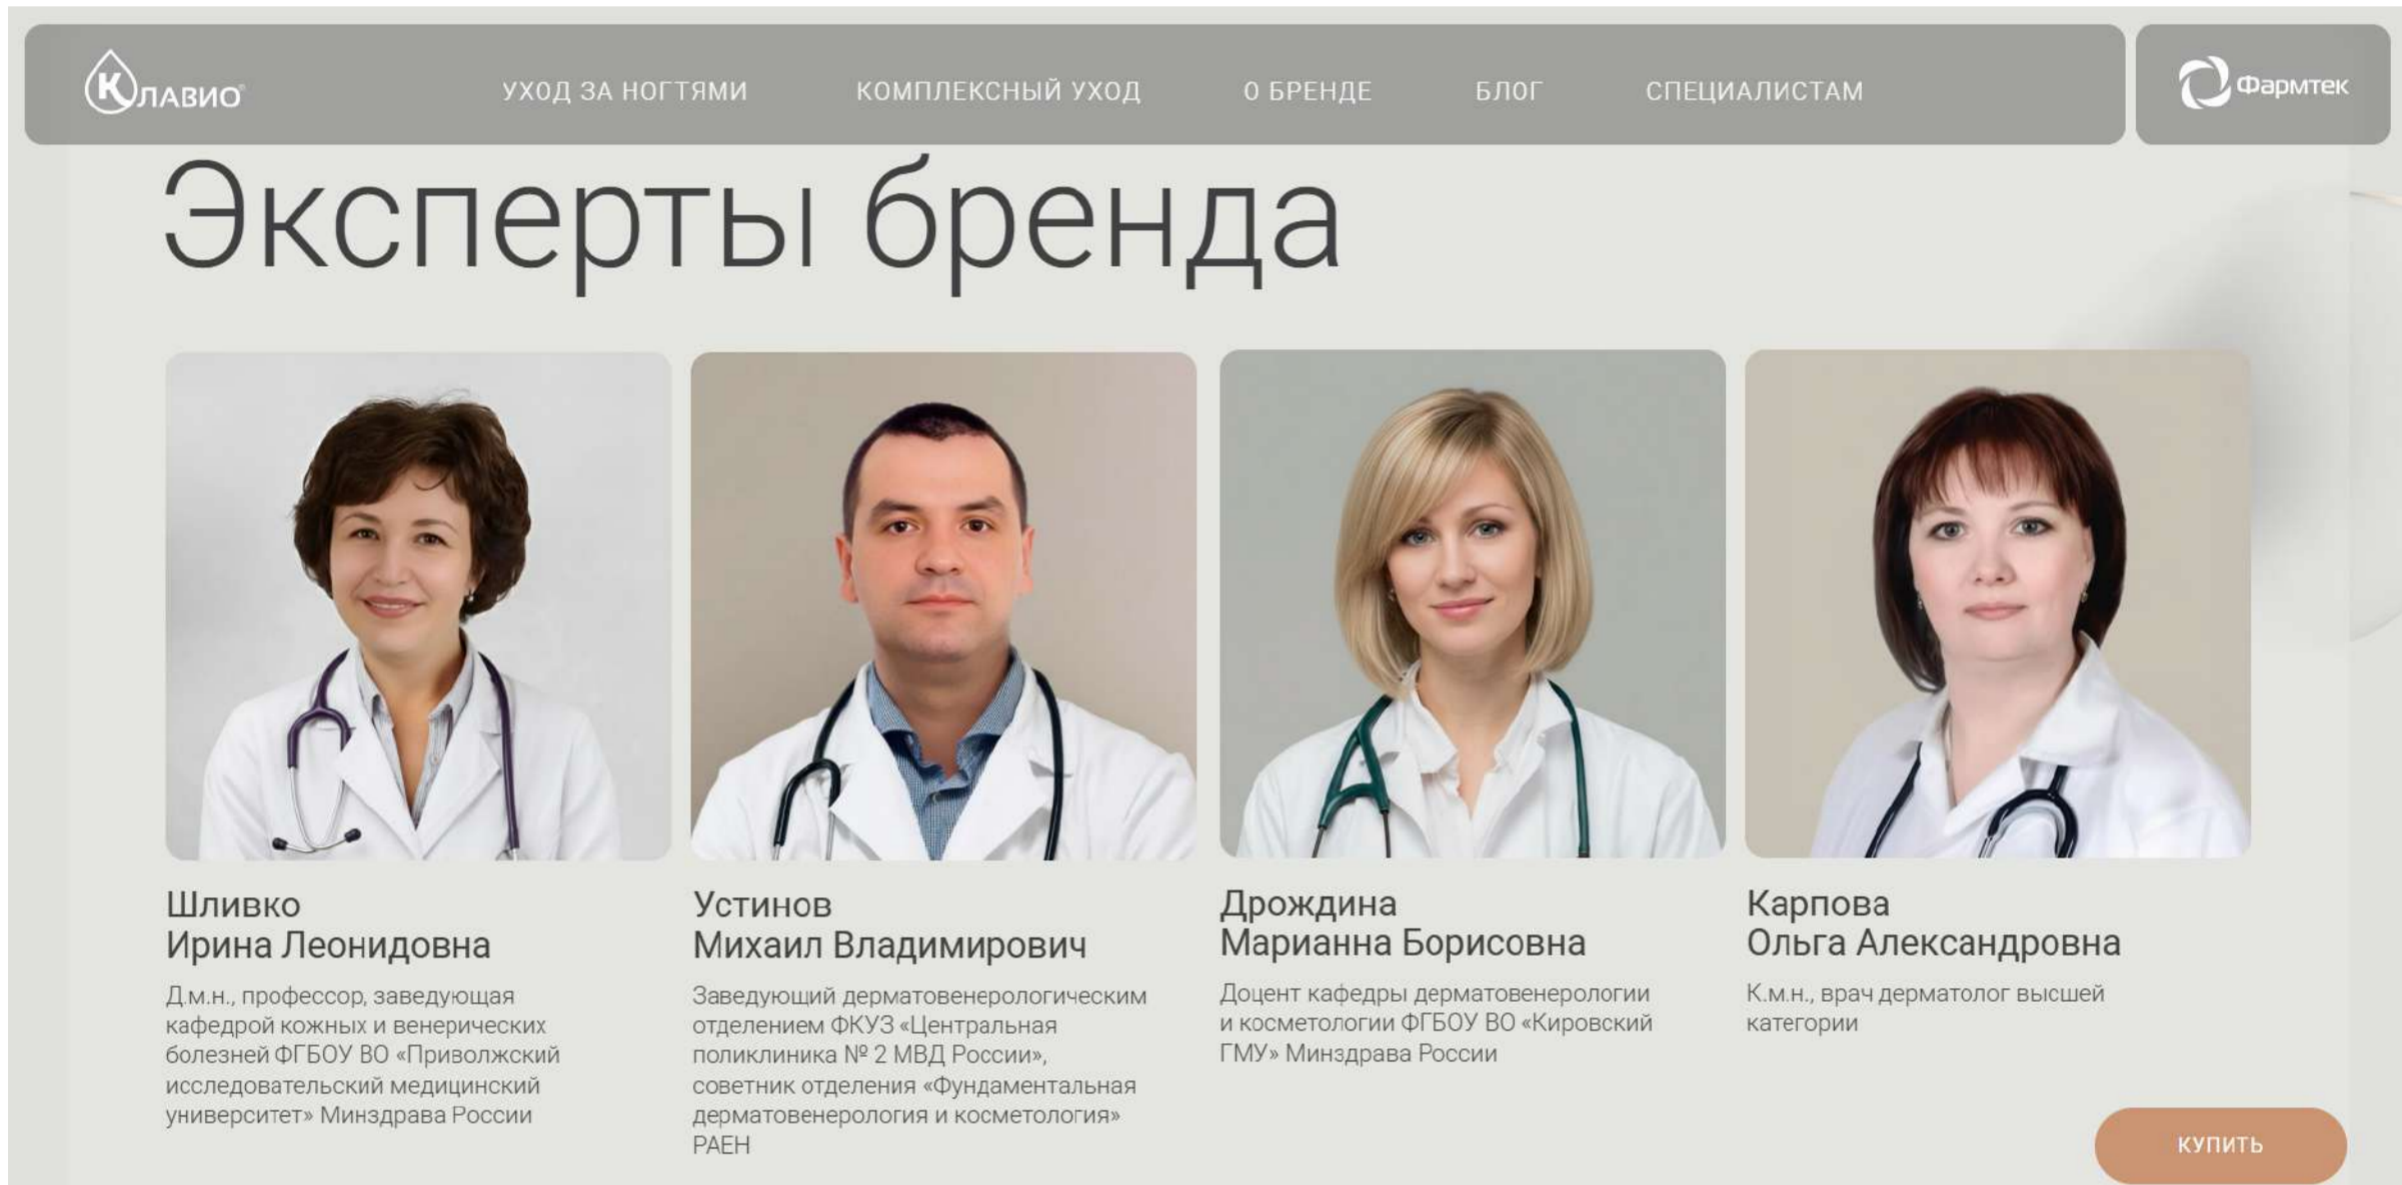 КЛАВИО®
УХОД ЗА НОГТЯМИ
КОМПЛЕКСНЫЙ УХОД
О БРЕНДЕ
БЛОГ
СПЕЦИАЛИСТАМ
Фармтек
Эксперты бренда
Шливко
Ирина Леонидовна
Д.м.н., профессор, заведующая
кафедрой кожных и венерических
болезней ФГБОУ ВО «Приволжский
исследовательский медицинский
университет» Минздрава России
Устинов
Михаил Владимирович
Заведующий дерматовенерологическим
отделением ФКУЗ «Центральная
поликлиника № 2 МВД России»,
советник отделения «Фундаментальная
дерматовенерология и косметология»
РАЕН
Дрождина
Марианна Борисовна
Доцент кафедры дерматовенерологии
и косметологии ФГБОУ ВО «Кировский
ГМУ» Минздрава России
Карпова
Ольга Александровна
К.м.н., врач дерматолог высшей
категории
КУПИТЬ